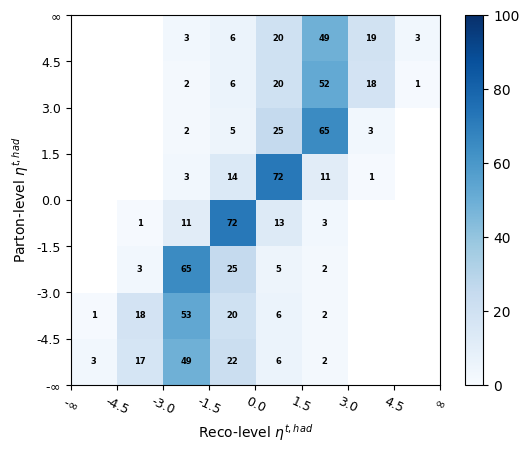 ∞ 3 6 20 49 19 3
4.5
2 6 20 52 18 1
3.0
2 5 25 65 3
1.5
3 14 72 11 1
0.0
1 11 72 13 3
-1.5
3 65 25 5 2
-3.0
1 18 53 20 6 2
-4.5
3 17 49 22 6 2
-∞
-∞ -4.5 -3.0 -1.5 0.0 1.5 3.0 4.5 ∞
Reco-level η^{t,had}
Parton-level η^{t,had}
100
80
60
40
20
0